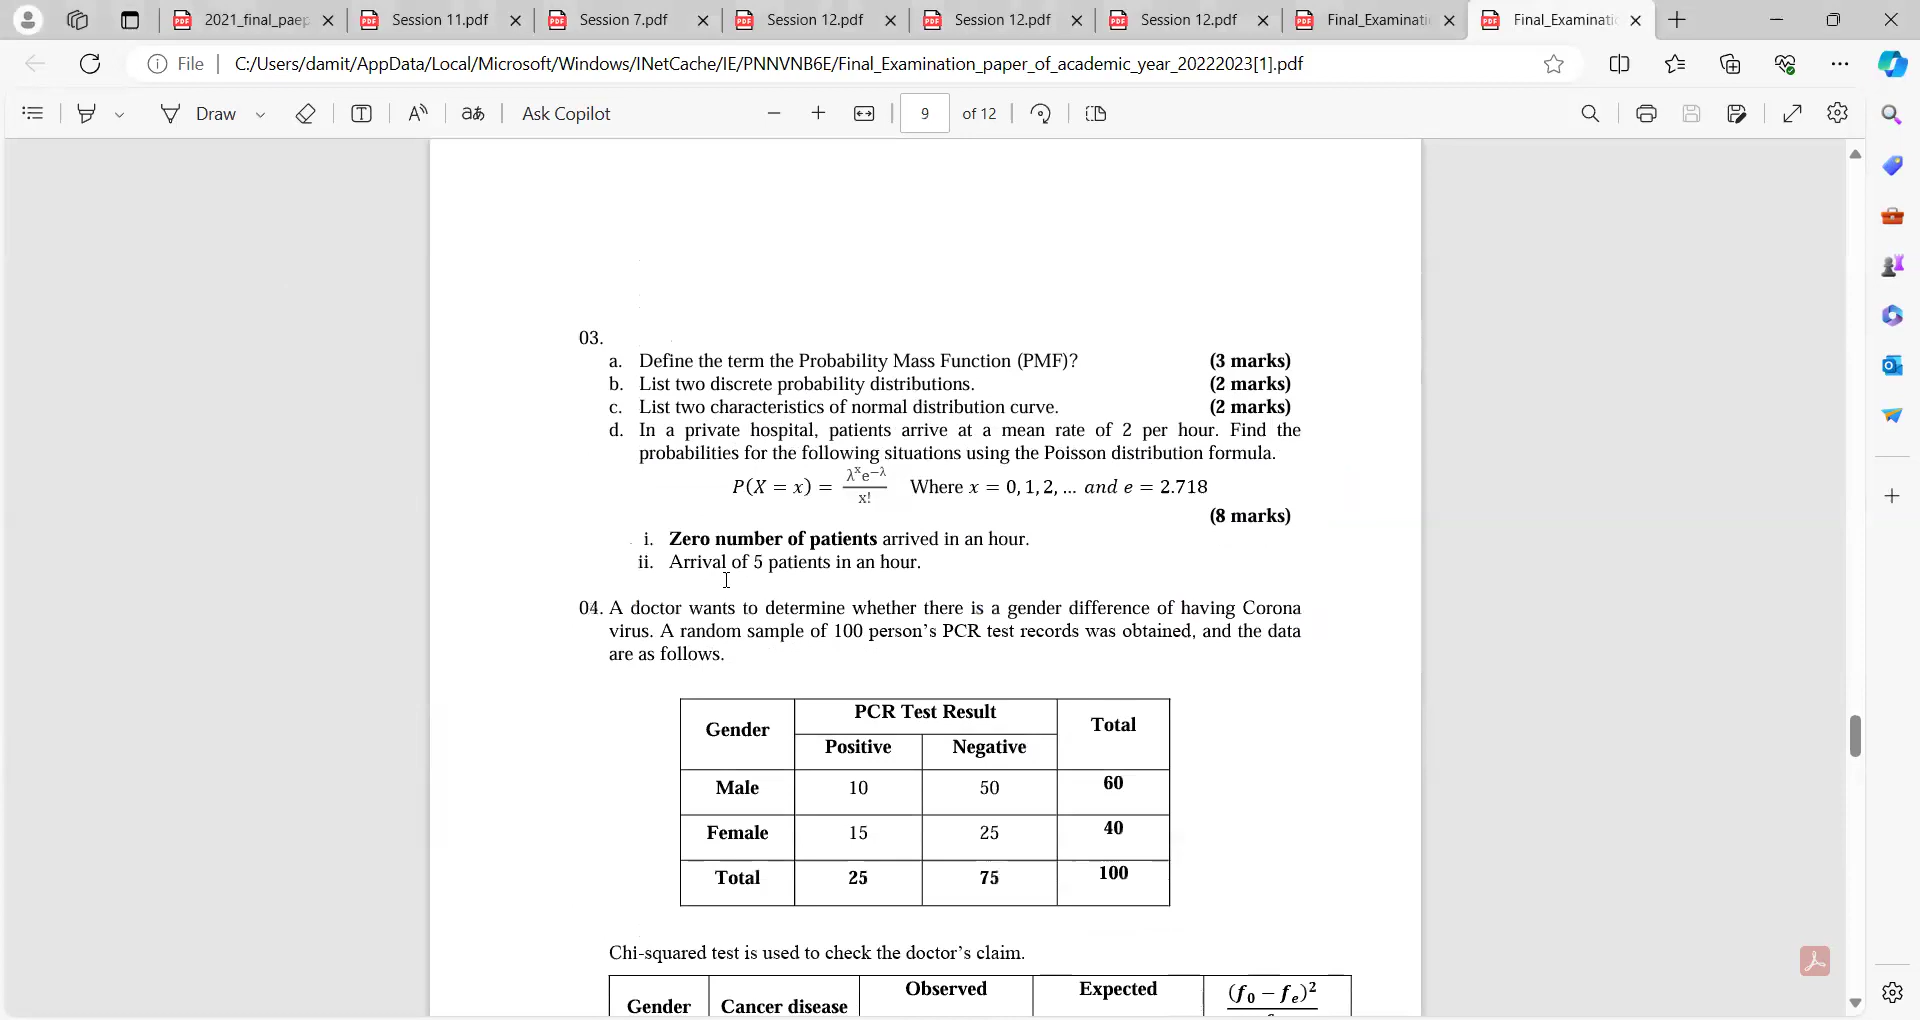 2021_final_paep
Session 11.pdf
Session 7.pdf
Session 12.pdf
Session 12.pdf
Session 12.pdf
Final_Examinati
Final_Examinatio
File
C:/Users/damit/AppData/Local/Microsoft/Windows/INetCache/IE/PNNVNB6E/Final_Examination_paper_of_academic_year_20222023[1].pdf
Draw
Ask Copilot
9 of 12
03.
a. Define the term the Probability Mass Function (PMF)? (3 marks)
b. List two discrete probability distributions. (2 marks)
c. List two characteristics of normal distribution curve. (2 marks)
d. In a private hospital, patients arrive at a mean rate of 2 per hour. Find the
probabilities for the following situations using the Poisson distribution formula.
P(X = x) = λˣe⁻λ / x! Where x = 0, 1, 2, ... and e = 2.718
(8 marks)
i. Zero number of patients arrived in an hour.
ii. Arrival of 5 patients in an hour.
04. A doctor wants to determine whether there is a gender difference of having Corona
virus. A random sample of 100 person's PCR test records was obtained, and the data
are as follows.
Gender PCR Test Result Total
Positive Negative
Male 10 50 60
Female 15 25 40
Total 25 75 100
Chi-squared test is used to check the doctor's claim.
Gender Cancer disease Observed Expected (f₀ − fₑ)²